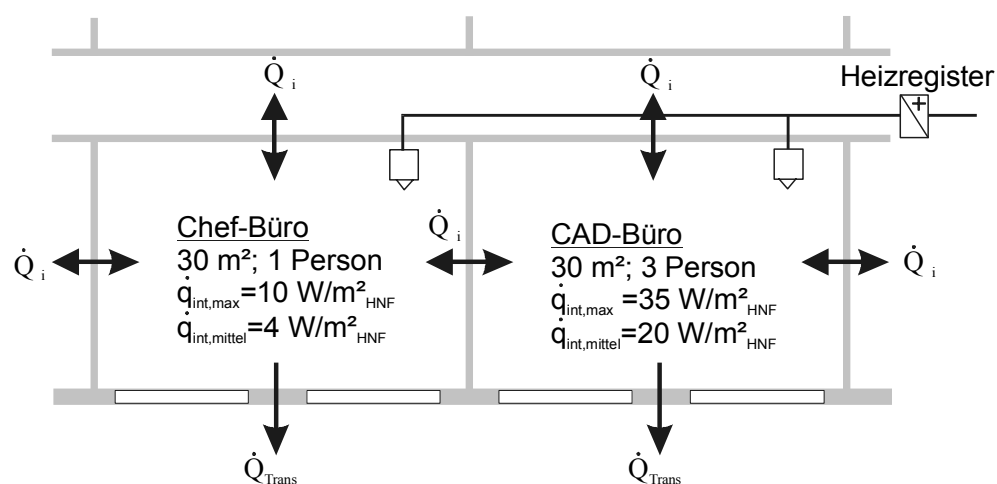 Q̇ i
Q̇ i
Heizregister
+
Chef-Büro
30 m²; 1 Person
q̇int,max=10 W/m²HNF
q̇int,mittel=4 W/m²HNF
Q̇ i
Q̇ i
CAD-Büro
30 m²; 3 Person
q̇int,max =35 W/m²HNF
q̇int,mittel=20 W/m²HNF
Q̇ i
Q̇Trans
Q̇Trans